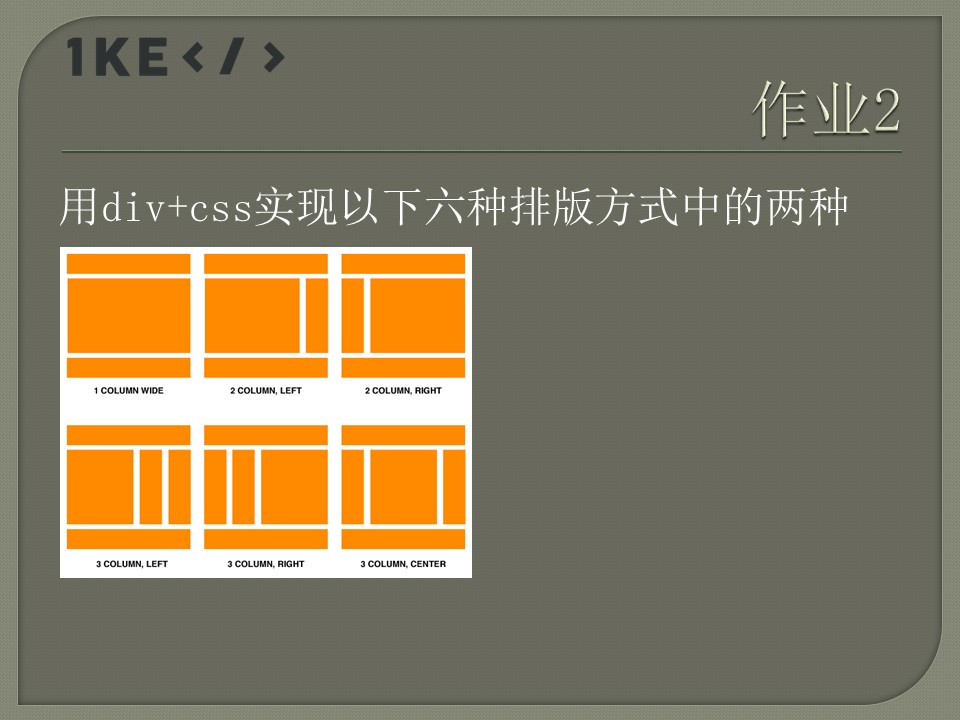 1KE</>
作业2
用div+css实现以下六种排版方式中的两种
1 COLUMN WIDE
2 COLUMN, LEFT
2 COLUMN, RIGHT
3 COLUMN, LEFT
3 COLUMN, RIGHT
3 COLUMN, CENTER